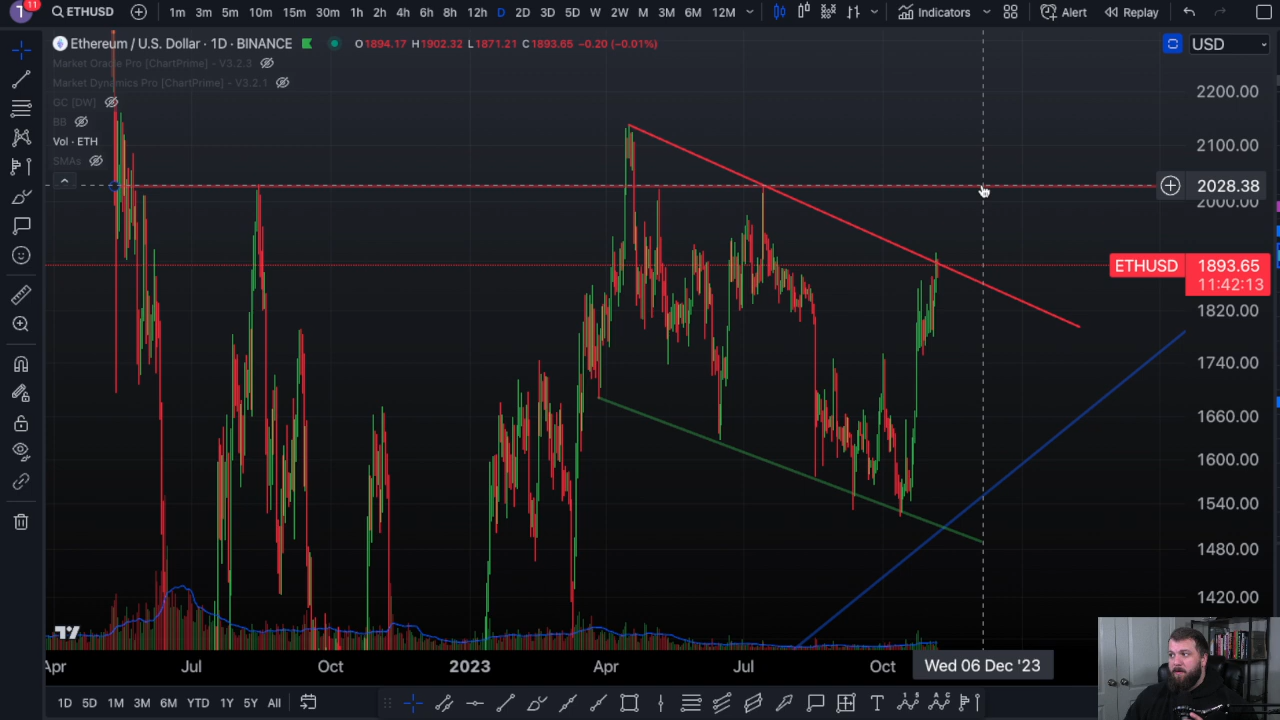 11
ETHUSD 1m 3m 5m 10m 15m 30m 1h 2h 4h 6h 8h 12h D 2D 3D 5D W 2W M 3M 6M 12M Indicators Alert Replay
Ethereum / U.S. Dollar · 1D · BINANCE O1894.17 H1902.32 L1871.21 C1893.65 -0.20 (-0.01%) USD
Market Oracle Pro [ChartPrime] - V3.2.3
Market Dynamics Pro [ChartPrime] - V3.2.1
GC [DW]
BB
Vol · ETH
SMAs
2200.00
2100.00
2028.38
2000.00
ETHUSD 1893.65
11:42:13
1820.00
1740.00
1660.00
1600.00
1540.00
1480.00
1420.00
Apr Jul Oct 2023 Apr Jul Oct Wed 06 Dec '23
1D 5D 1M 3M 6M YTD 1Y 5Y All